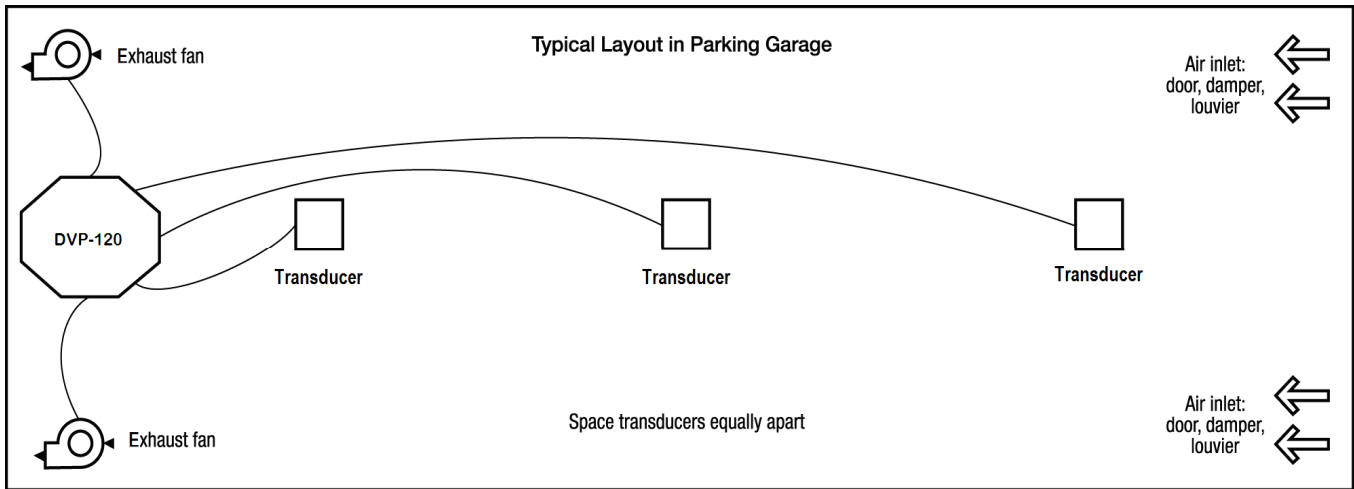 Typical Layout in Parking Garage
Exhaust fan
Air inlet:
door, damper,
louvier
DVP-120
Transducer
Transducer
Transducer
Exhaust fan
Space transducers equally apart
Air inlet:
door, damper,
louvier